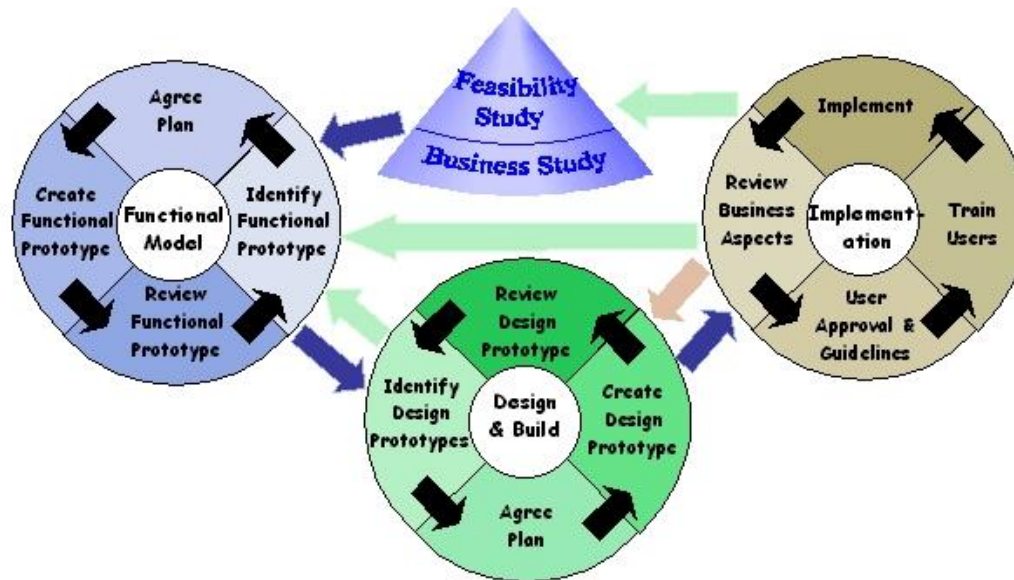 Feasibility
Study
Business Study
Agree
Plan
Create
Functional
Prototype
Functional
Model
Identify
Functional
Prototype
Review
Functional
Prototype
Implement
Review
Business
Aspects
Implement-
ation
Train
Users
User
Approval &
Guidelines
Review
Design
Prototype
Identify
Design
Prototypes
Design
& Build
Create
Design
Prototype
Agree
Plan